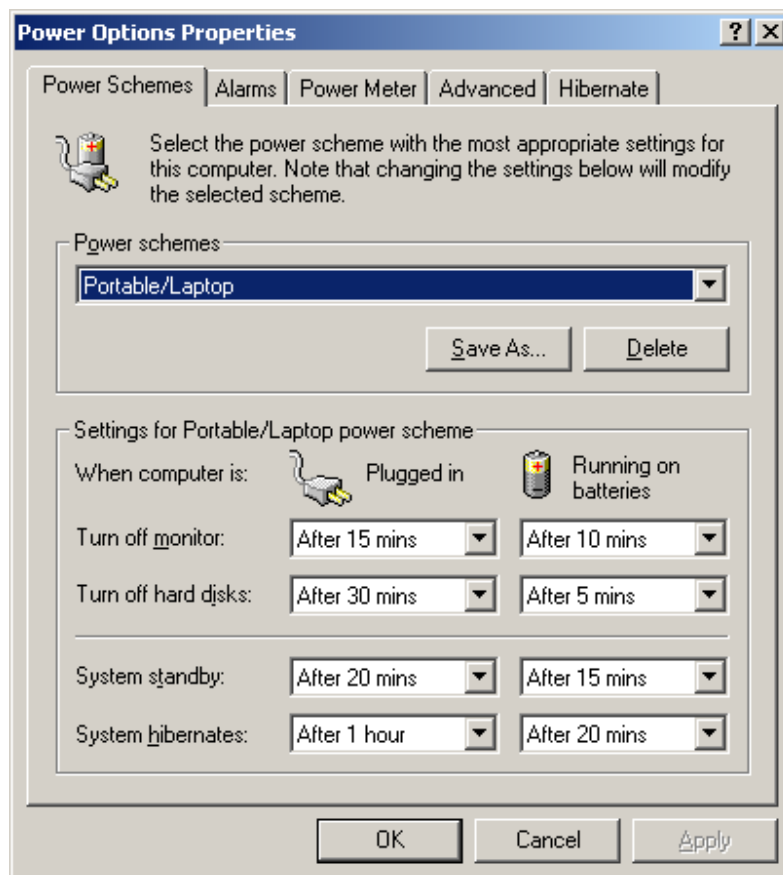 Power Options Properties
Power Schemes Alarms Power Meter Advanced Hibernate
Select the power scheme with the most appropriate settings for
this computer. Note that changing the settings below will modify
the selected scheme.
Power schemes
Portable/Laptop
Save As... Delete
Settings for Portable/Laptop power scheme
When computer is: Plugged in Running on
batteries
Turn off monitor: After 15 mins After 10 mins
Turn off hard disks: After 30 mins After 5 mins
System standby: After 20 mins After 15 mins
System hibernates: After 1 hour After 20 mins
OK Cancel Apply